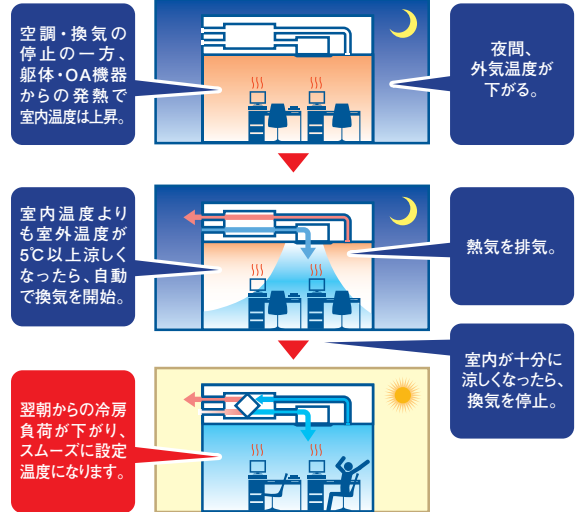 空調・換気の
停止の一方、
躯体・OA機器
からの発熱で
室内温度は上昇。
夜間、
外気温度が
下がる。
室内温度より
も室外温度が
5℃以上涼しく
なったら、自動
で換気を開始。
熱気を排気。
室内が十分に
涼しくなったら、
換気を停止。
翌朝からの冷房
負荷が下がり、
スムーズに設定
温度になります。